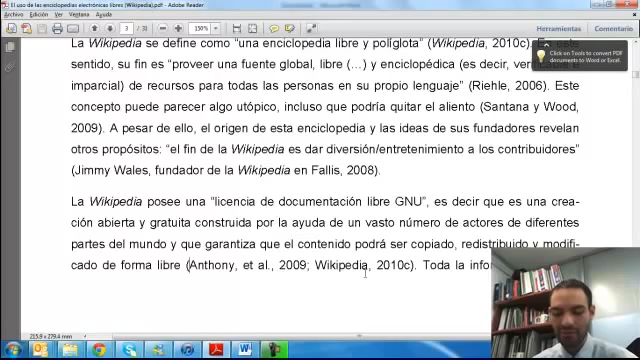 El uso de las enciclopedias electrónicas libres (Wikipedia).pdf - Adobe Reader
Archivo Edición Ver Ventana Ayuda
3 / 31 150%
Herramientas Comentario
Click on Tools to convert PDF
documents to Word or Excel.
La Wikipedia se define como “una enciclopedia libre y políglota” (Wikipedia, 2010c). En este
sentido, su fin es “proveer una fuente global, libre (...) y enciclopédica (es decir, verificable e
imparcial) de recursos para todas las personas en su propio lenguaje” (Riehle, 2006). Este
concepto puede parecer algo utópico, incluso que podría quitar el aliento (Santana y Wood,
2009). A pesar de ello, el origen de esta enciclopedia y las ideas de sus fundadores revelan
otros propósitos: “el fin de la Wikipedia es dar diversión/entretenimiento a los contribuidores”
(Jimmy Wales, fundador de la Wikipedia en Fallis, 2008).
La Wikipedia posee una “licencia de documentación libre GNU”, es decir que es una crea-
ción abierta y gratuita construida por la ayuda de un vasto número de actores de diferentes
partes del mundo y que garantiza que el contenido podrá ser copiado, redistribuido y modifi-
cado de forma libre (Anthony, et al., 2009; Wikipedia, 2010c). Toda la infor
215.9 x 279.4 mm